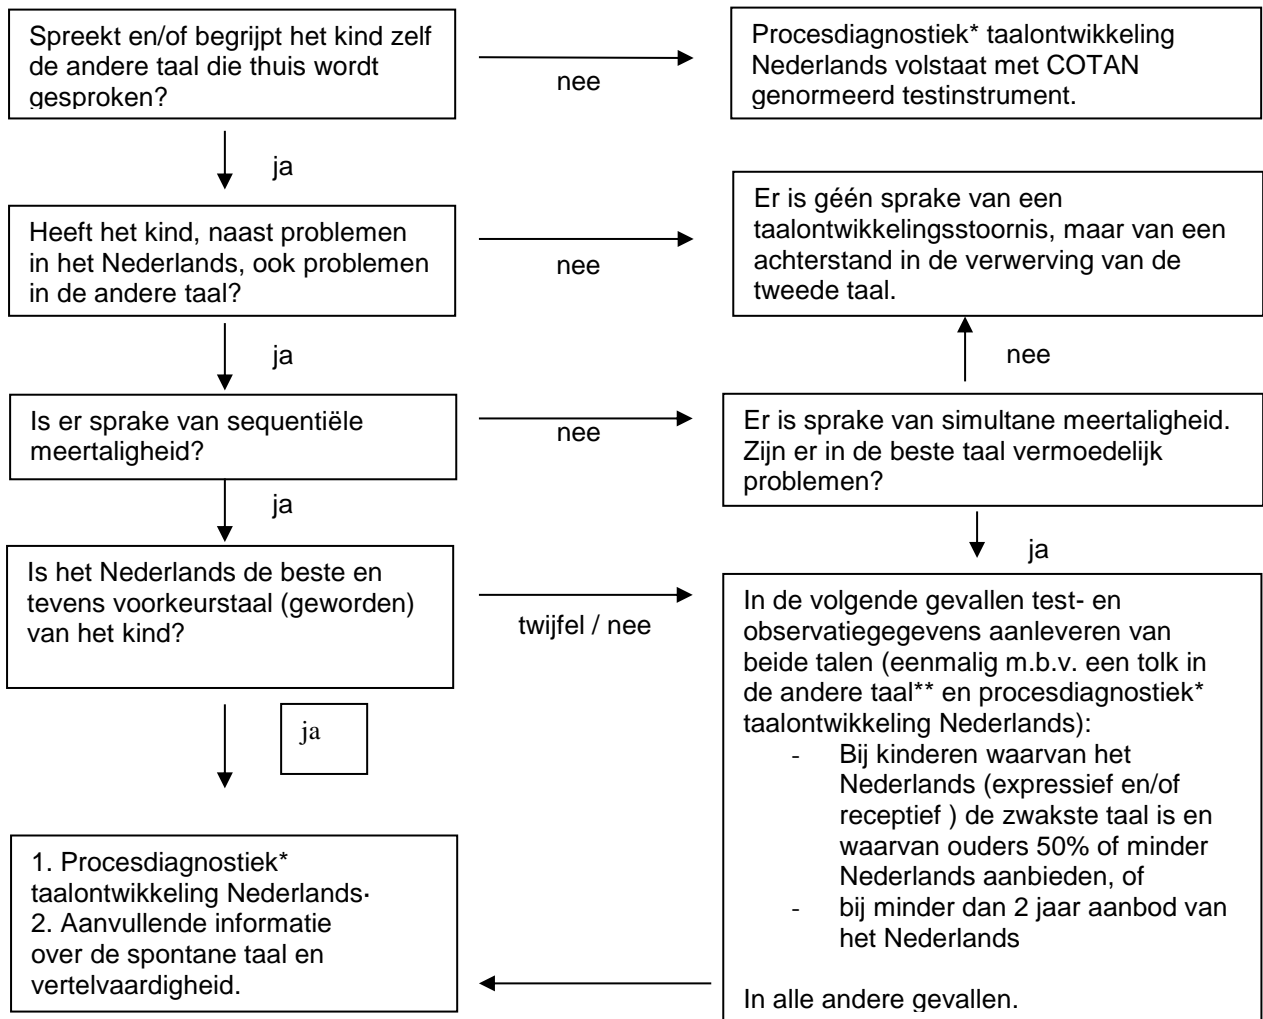 Spreekt en/of begrijpt het kind zelf
de andere taal die thuis wordt
gesproken?
nee
Procesdiagnostiek* taalontwikkeling
Nederlands volstaat met COTAN
genormeerd testinstrument.
ja
Heeft het kind, naast problemen
in het Nederlands, ook problemen
in de andere taal?
nee
Er is géén sprake van een
taalontwikkelingsstoornis, maar van een
achterstand in de verwerving van de
tweede taal.
ja
nee
Is er sprake van sequentiële
meertaligheid?
nee
Er is sprake van simultane meertaligheid.
Zijn er in de beste taal vermoedelijk
problemen?
ja
ja
Is het Nederlands de beste en
tevens voorkeurstaal (geworden)
van het kind?
twijfel / nee
In de volgende gevallen test- en
observatiegegevens aanleveren van
beide talen (eenmalig m.b.v. een tolk in
de andere taal** en procesdiagnostiek*
taalontwikkeling Nederlands):
- Bij kinderen waarvan het
Nederlands (expressief en/of
receptief ) de zwakste taal is en
waarvan ouders 50% of minder
Nederlands aanbieden, of
- bij minder dan 2 jaar aanbod van
het Nederlands
In alle andere gevallen.
ja
1. Procesdiagnostiek*
taalontwikkeling Nederlands·
2. Aanvullende informatie
over de spontane taal en
vertelvaardigheid.